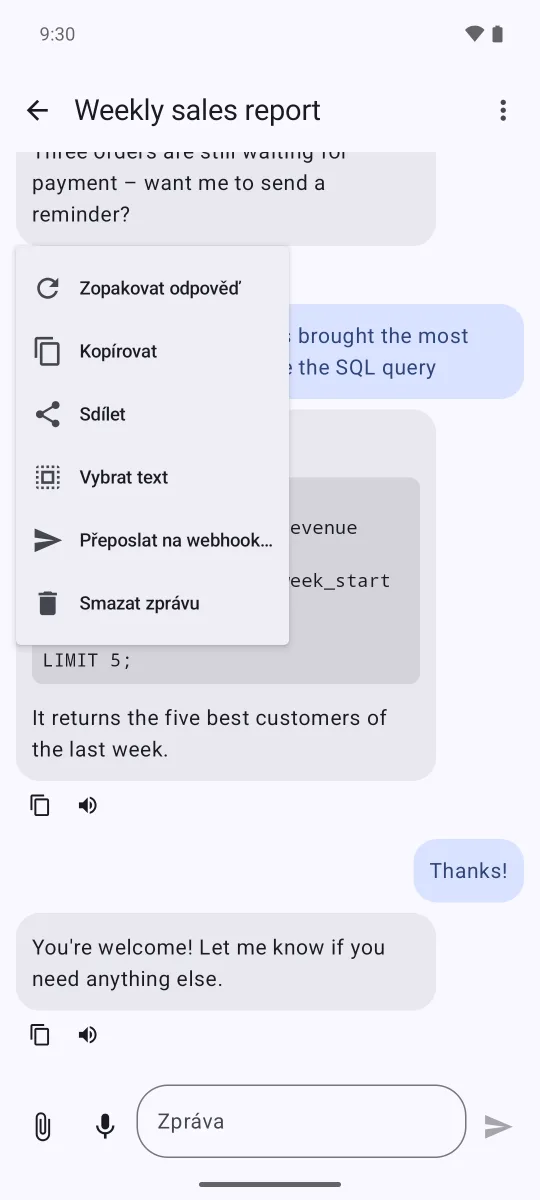 9:30
Weekly sales report
Three orders are still waiting for
payment – want me to send a
reminder?
Zopakovat odpověď
Kopírovat
Sdílet
Vybrat text
Přeposlat na webhook…
Smazat zprávu
brought the most
the SQL query
evenue
eek_start
LIMIT 5;
It returns the five best customers of
the last week.
Thanks!
You're welcome! Let me know if you
need anything else.
Zpráva